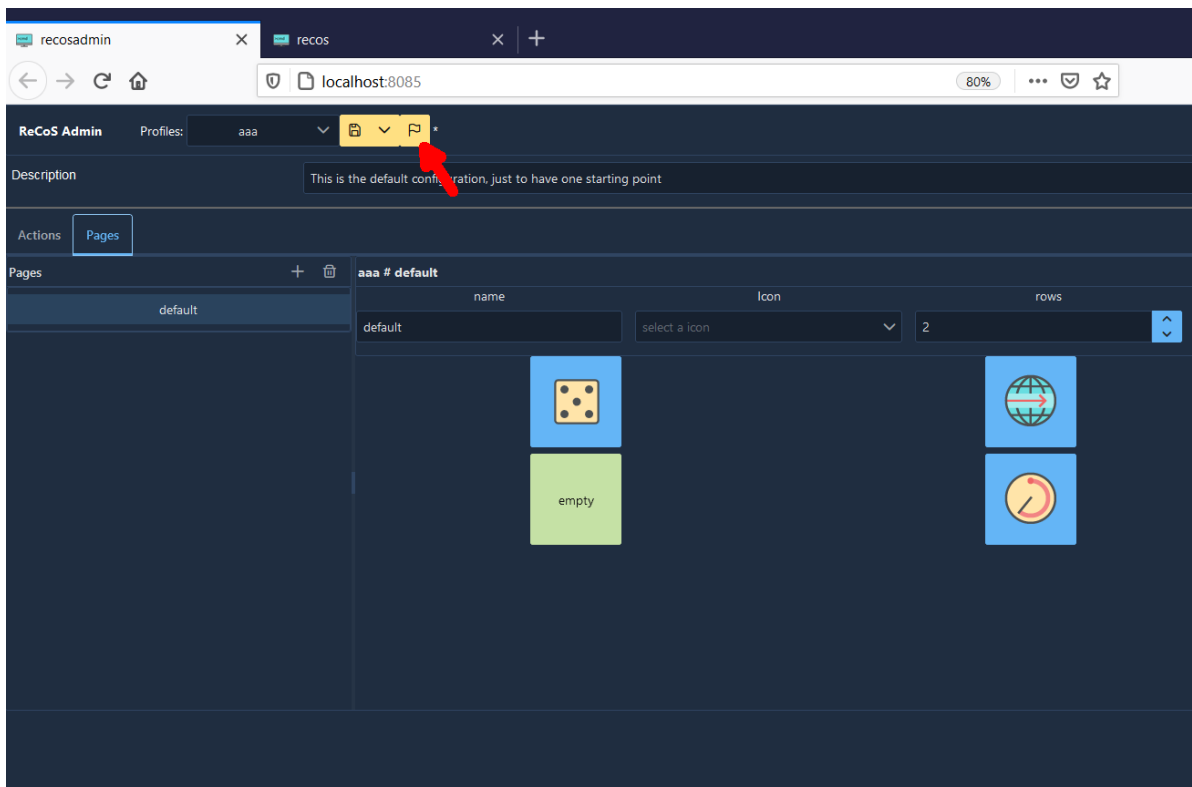 recosadmin
recos
localhost:8085
80%
ReCoS Admin Profiles: aaa *
Description
This is the default configuration, just to have one starting point
Actions Pages
Pages
aaa # default
name Icon rows
default
default select a icon 2
empty